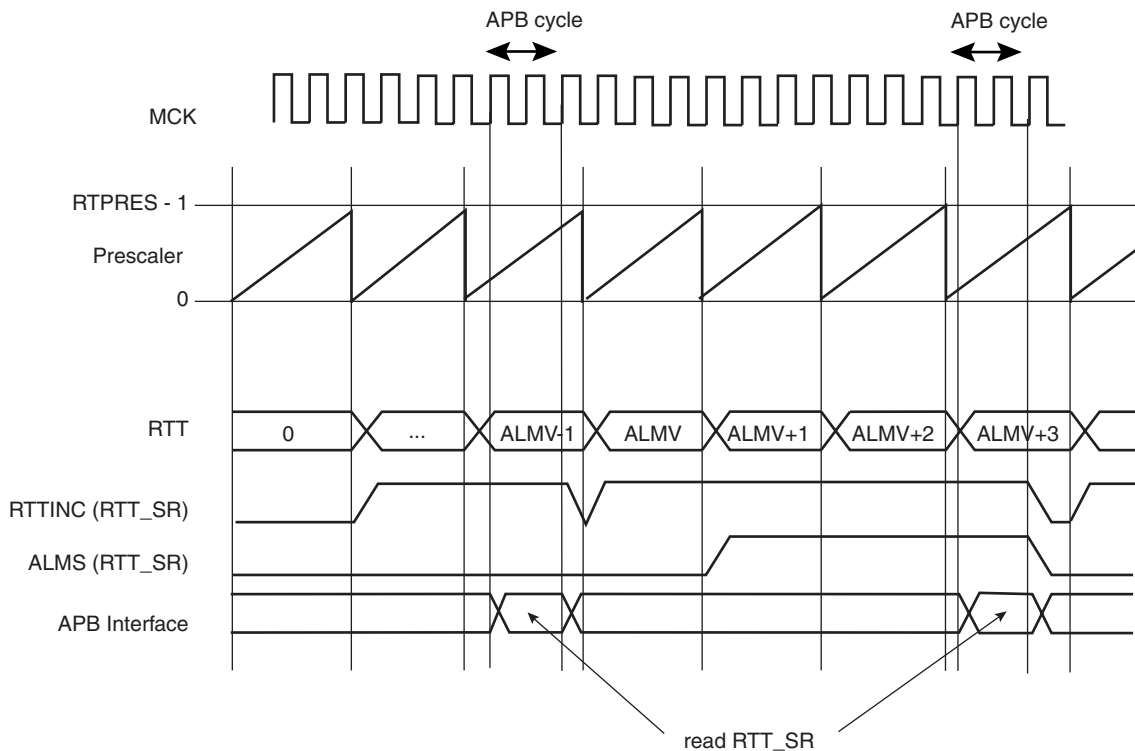 APB cycle
APB cycle
MCK
RTPRES - 1
Prescaler
0
RTT
0
...
ALMV-1
ALMV
ALMV+1
ALMV+2
ALMV+3
RTTINC (RTT_SR)
ALMS (RTT_SR)
APB Interface
read RTT_SR